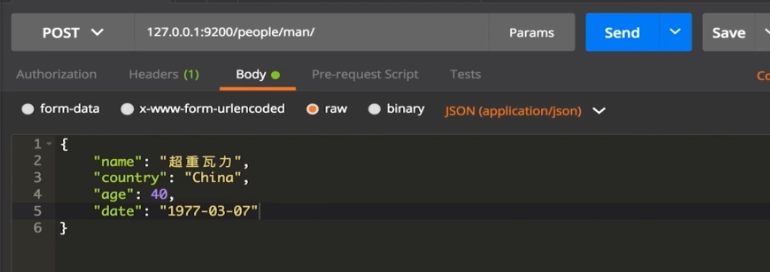 POST 127.0.0.1:9200/people/man/ Params Send Save
Authorization Headers (1) Body Pre-request Script Tests Co
form-data x-www-form-urlencoded raw binary JSON (application/json)
1 {
2 "name": "超重瓦力",
3 "country": "China",
4 "age": 40,
5 "date": "1977-03-07"
6 }